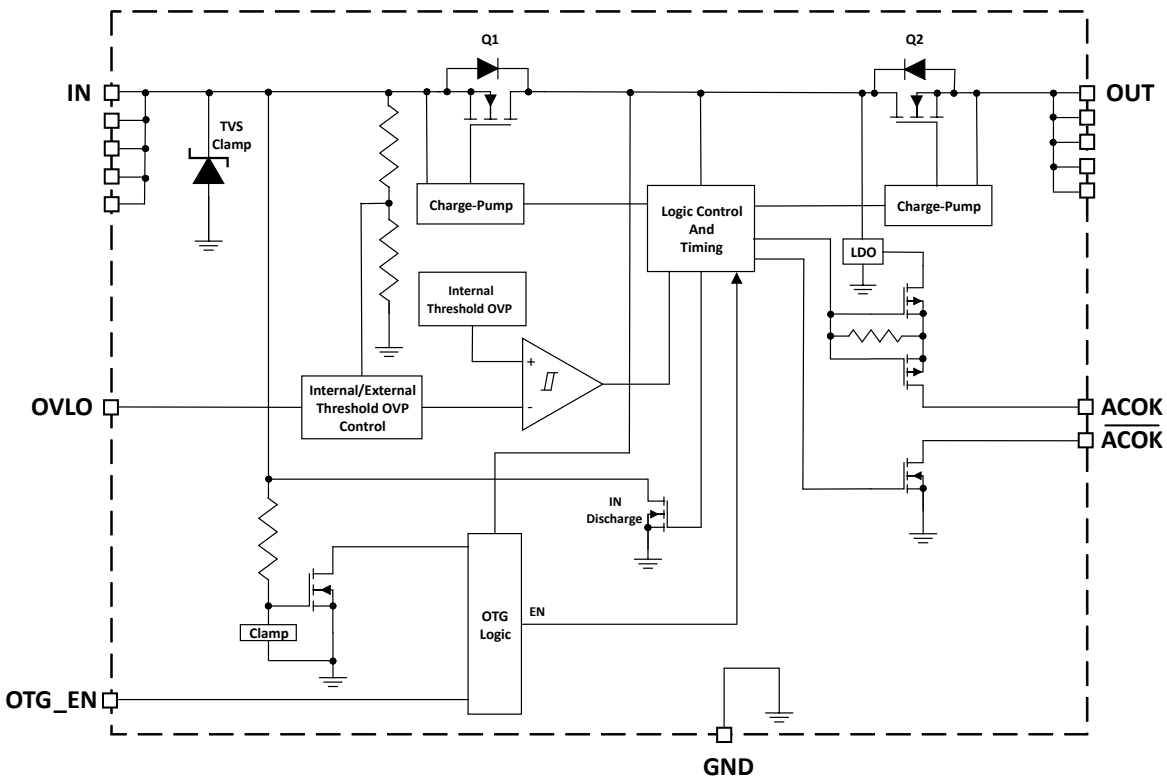 Q1
Q2
IN
OUT
TVS
Clamp
Charge-Pump
Logic Control
And
Timing
Charge-Pump
LDO
Internal
Threshold OVP
+
-
Internal/External
Threshold OVP
Control
OVLO
ACOK
ACOK
IN
Discharge
OTG
Logic
EN
Clamp
OTG_EN
GND